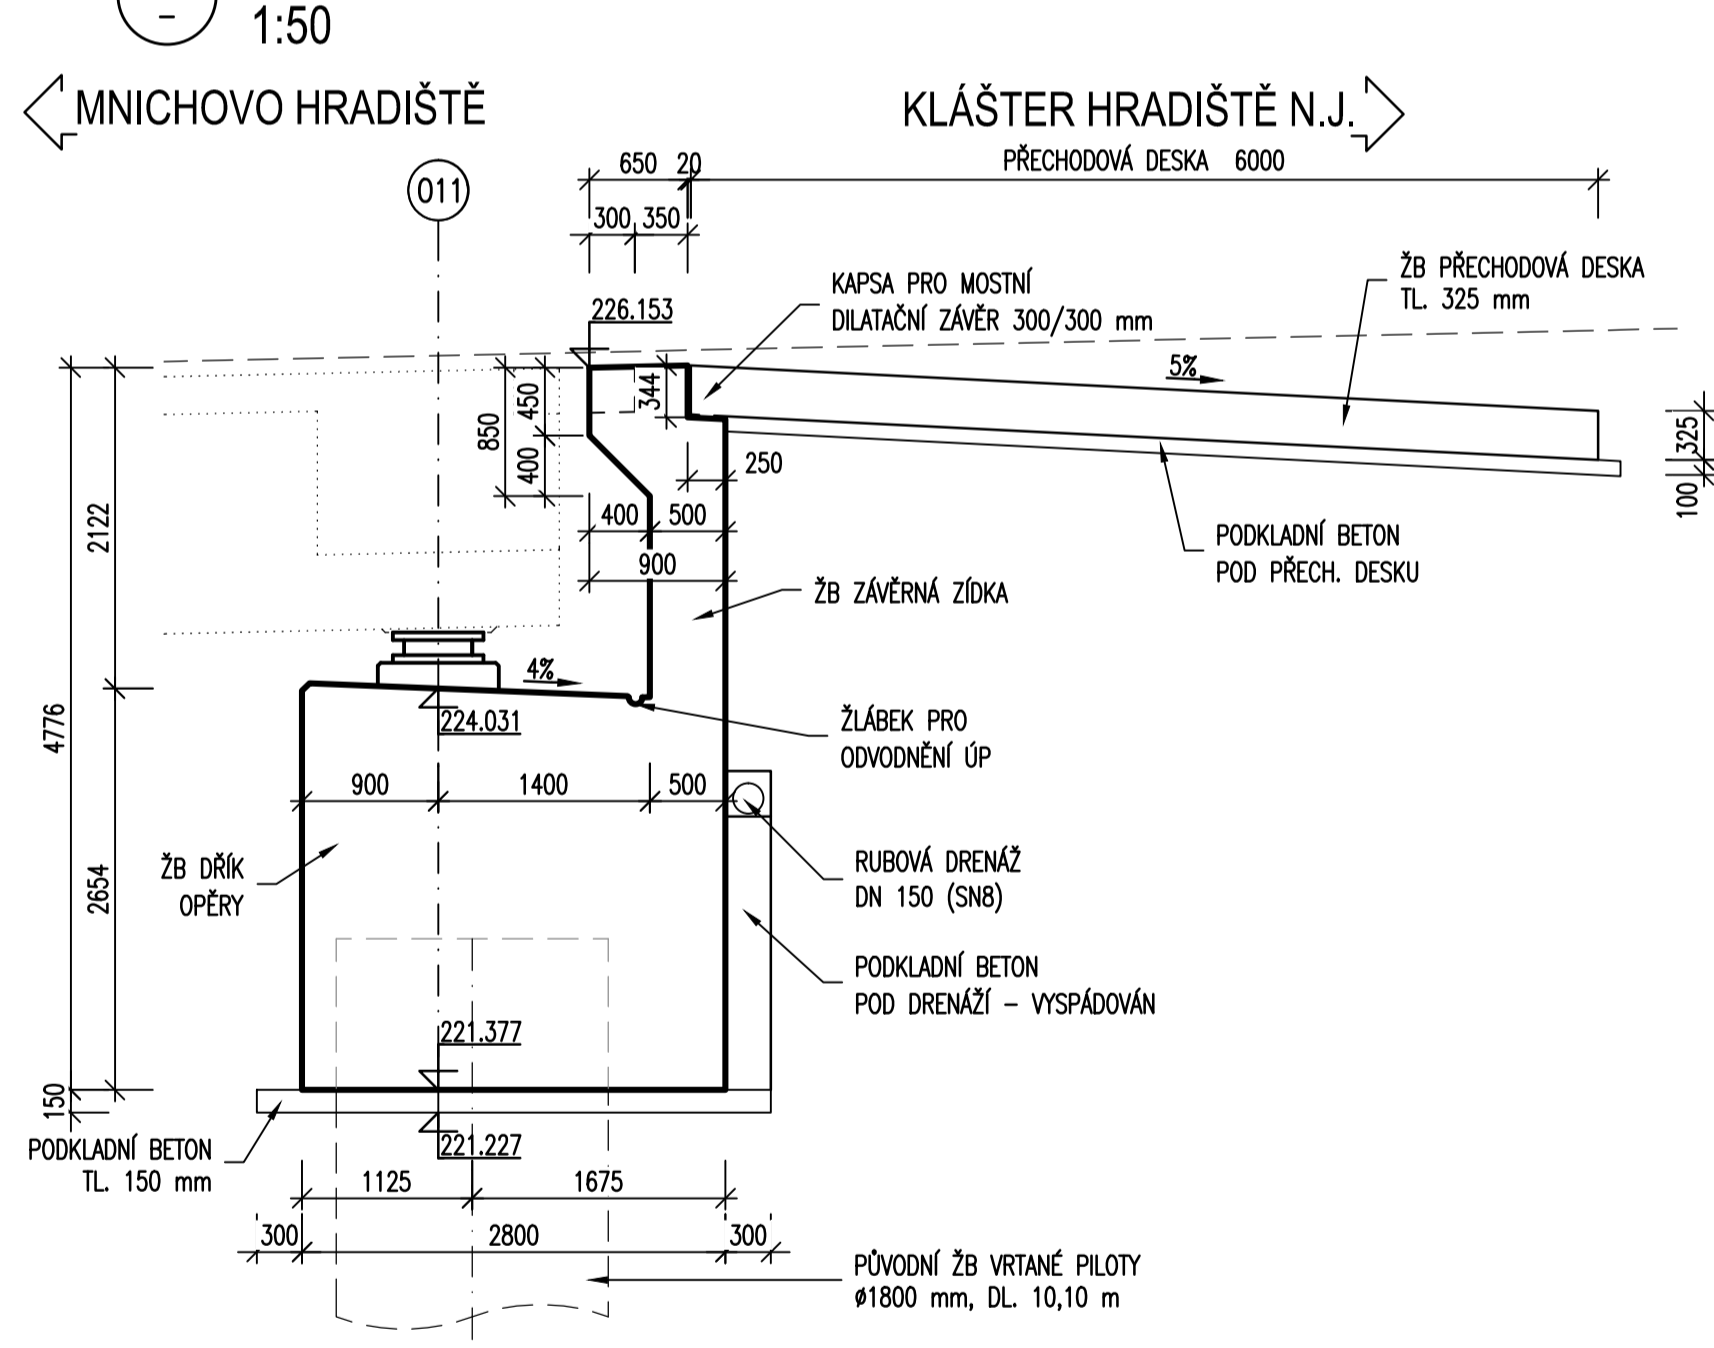 -
1:50
MNICHOVO HRADIŠTĚ
KLÁŠTER HRADIŠTĚ N.J.
PŘECHODOVÁ DESKA 6000
650 20
011
300 350
ŽB PŘECHODOVÁ DESKA
TL. 325 mm
KAPSA PRO MOSTNÍ
DILATAČNÍ ZÁVĚR 300/300 mm
226.153
5%
450
344
850
400
325
100
250
400 500
900
2122
PODKLADNÍ BETON
POD PŘECH. DESKU
ŽB ZÁVĚRNÁ ZÍDKA
4%
224.031
4776
ŽLÁBEK PRO
ODVODNĚNÍ ÚP
900 1400 500
ŽB DŘÍK
OPĚRY
2654
RUBOVÁ DRENÁŽ
DN 150 (SN8)
PODKLADNÍ BETON
POD DRENÁŽÍ – VYSPÁDOVÁN
221.377
150
PODKLADNÍ BETON
TL. 150 mm
221.227
1125 1675
300 2800 300
PŮVODNÍ ŽB VRTANÉ PILOTY
ø1800 mm, DL. 10,10 m